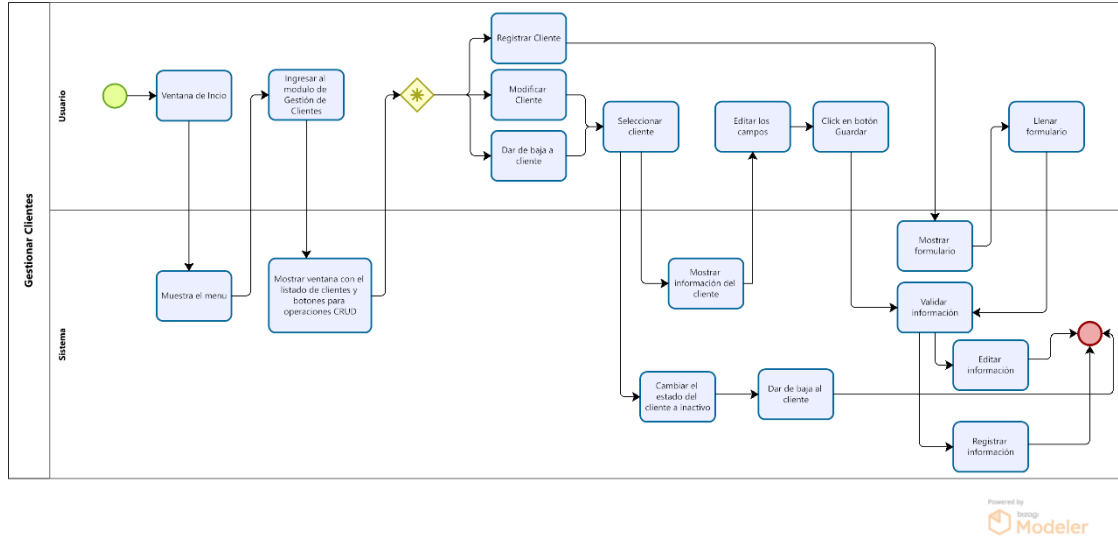 Gestionar Clientes
Usuario
Ventana de Incio
Ingresar al
modulo de
Gestión de
Clientes
Registrar Cliente
Modificar
Cliente
Dar de baja a
cliente
Seleccionar
cliente
Editar los
campos
Click en botón
Guardar
Llenar
formulario
Sistema
Muestra el menu
Mostrar ventana con el
listado de clientes y
botones para
operaciones CRUD
Mostrar
información del
cliente
Mostrar
formulario
Validar
información
Editar
información
Cambiar el
estado del
cliente a inactivo
Dar de baja al
cliente
Registrar
información
Powered by
bizagi
Modeler